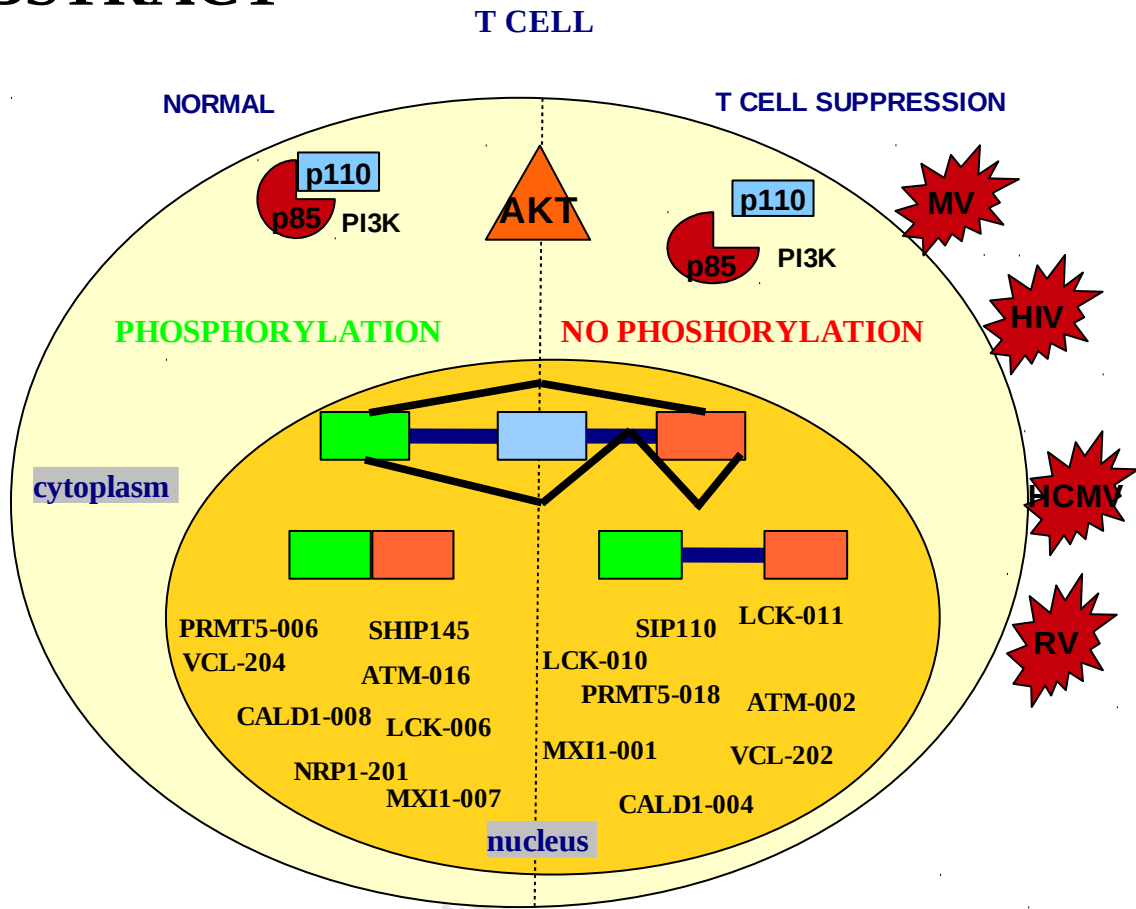 T CELL
NORMAL
T CELL SUPPRESSION
p110
p85
PI3K
AKT
p110
p85
PI3K
MV
HIV
HCMV
RV
PHOSPHORYLATION
NO PHOSHORYLATION
cytoplasm
PRMT5-006
SHIP145
VCL-204
ATM-016
CALD1-008
LCK-006
NRP1-201
MXI1-007
SIP110
LCK-011
LCK-010
PRMT5-018
ATM-002
MXI1-001
VCL-202
CALD1-004
nucleus